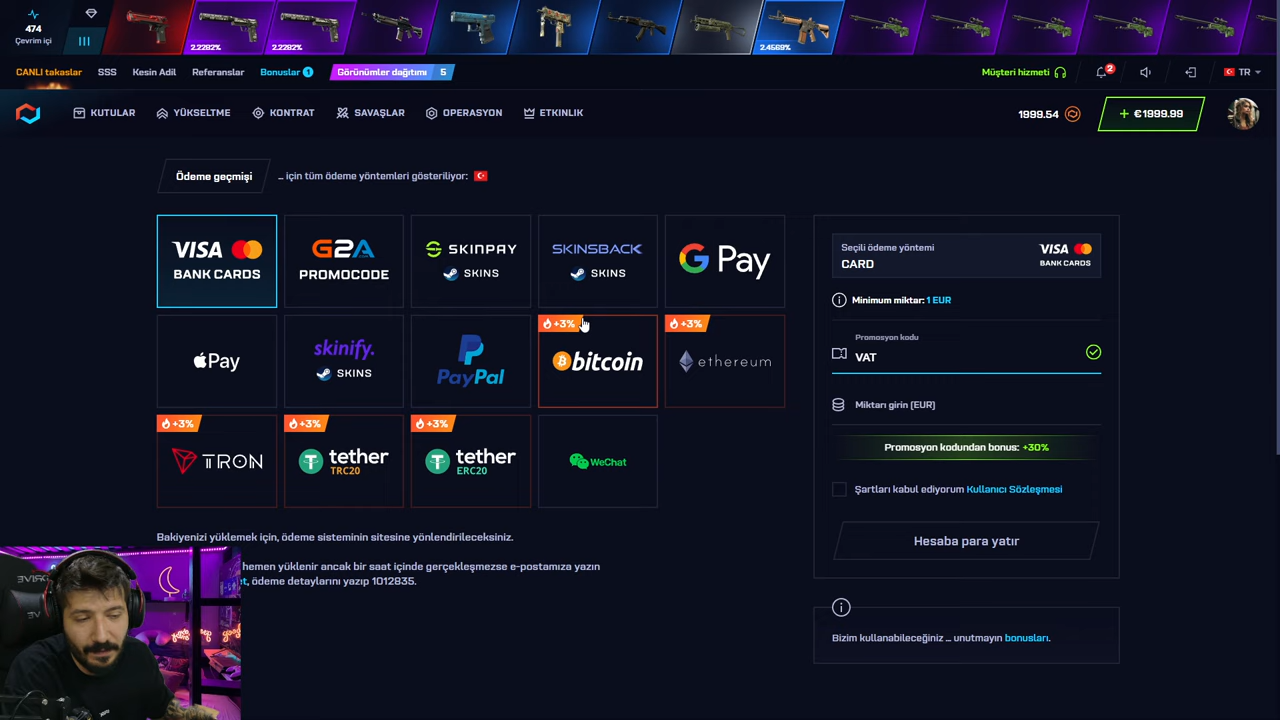 474
Çevrim içi
2.2282%
2.2282%
2.4569%
CANLI takaslar
SSS
Kesin Adil
Referanslar
Bonuslar 1
Görünümler dağıtımı 5
Müşteri hizmeti
2
TR
KUTULAR
YÜKSELTME
KONTRAT
SAVAŞLAR
OPERASYON
ETKINLIK
1999.54
+ €1999.99
Ödeme geçmişi
... için tüm ödeme yöntemleri gösteriliyor:
VISA
BANK CARDS
G2A
PROMOCODE
SKINPAY
SKINS
SKINSBACK
SKINS
G Pay
Pay
skinify.
SKINS
PayPal
+3%
bitcoin
+3%
ethereum
+3%
TRON
+3%
tether
TRC20
+3%
tether
ERC20
WeChat
Seçili ödeme yöntemi
CARD
VISA
BANK CARDS
Minimum miktar: 1 EUR
Promosyon kodu
VAT
Miktarı girin (EUR)
Promosyon kodundan bonus: +30%
Şartları kabul ediyorum Kullanıcı Sözleşmesi
Hesaba para yatır
Bizim kullanabileceğiniz ... unutmayın bonusları.
Bakiyenizi yüklemek için, ödeme sisteminin sitesine yönlendirileceksiniz.
hemen yüklenir ancak bir saat içinde gerçekleşmezse e-postamıza yazın
, ödeme detaylarını yazıp 1012835.